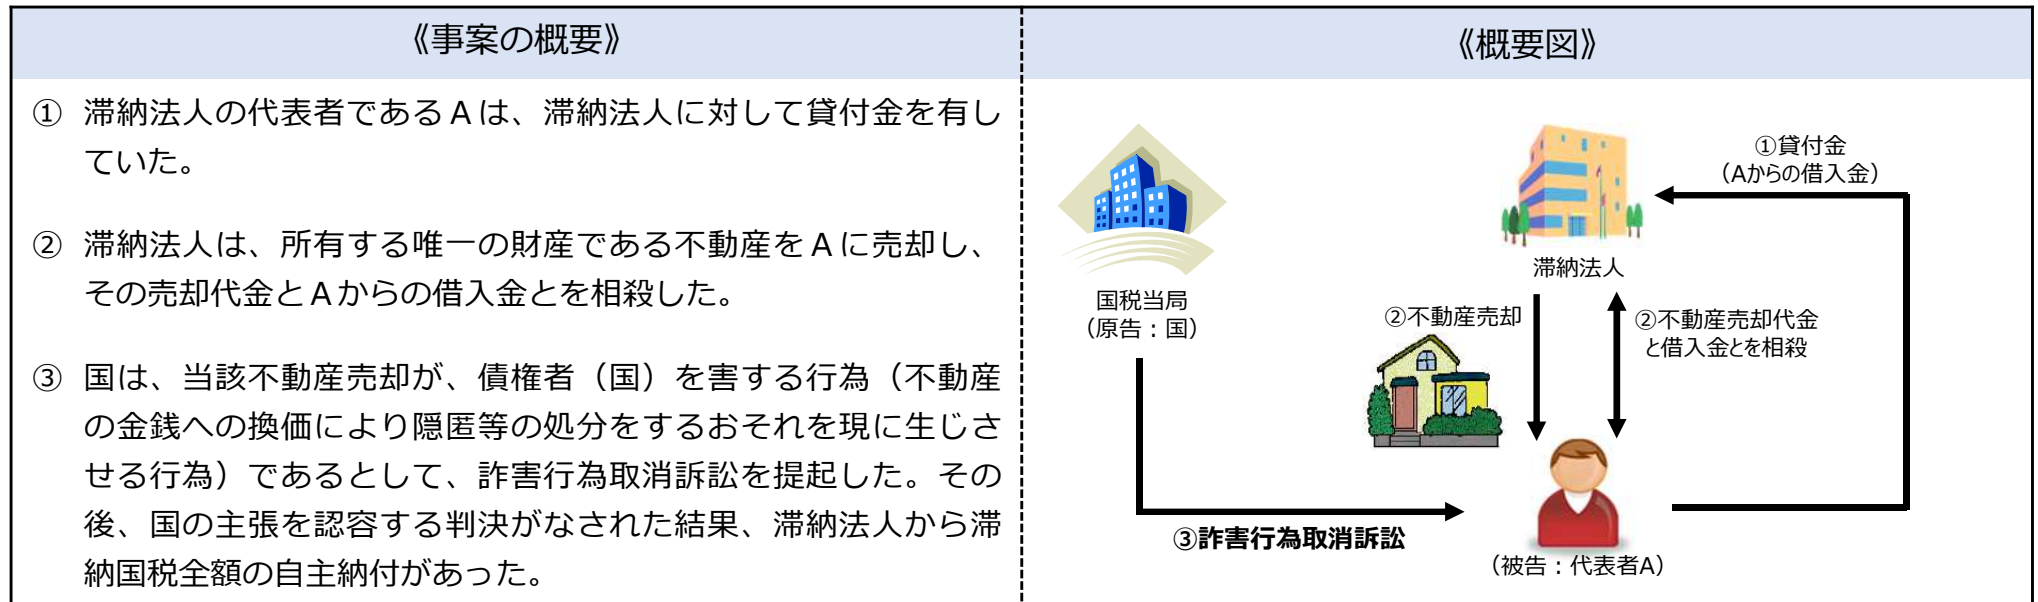 《事案の概要》
① 滞納法人の代表者であるAは、滞納法人に対して貸付金を有し
ていた。
② 滞納法人は、所有する唯一の財産である不動産をAに売却し、
その売却代金とAからの借入金とを相殺した。
③ 国は、当該不動産売却が、債権者（国）を害する行為（不動産
の金銭への換価により隠匿等の処分をするおそれを現に生じさ
せる行為）であるとして、詐害行為取消訴訟を提起した。その
後、国の主張を認容する判決がなされた結果、滞納法人から滞
納国税全額の自主納付があった。
《概要図》
①貸付金
（Aからの借入金）
滞納法人
国税当局
（原告：国）
②不動産売却
②不動産売却代金
と借入金とを相殺
③詐害行為取消訴訟
（被告：代表者A）